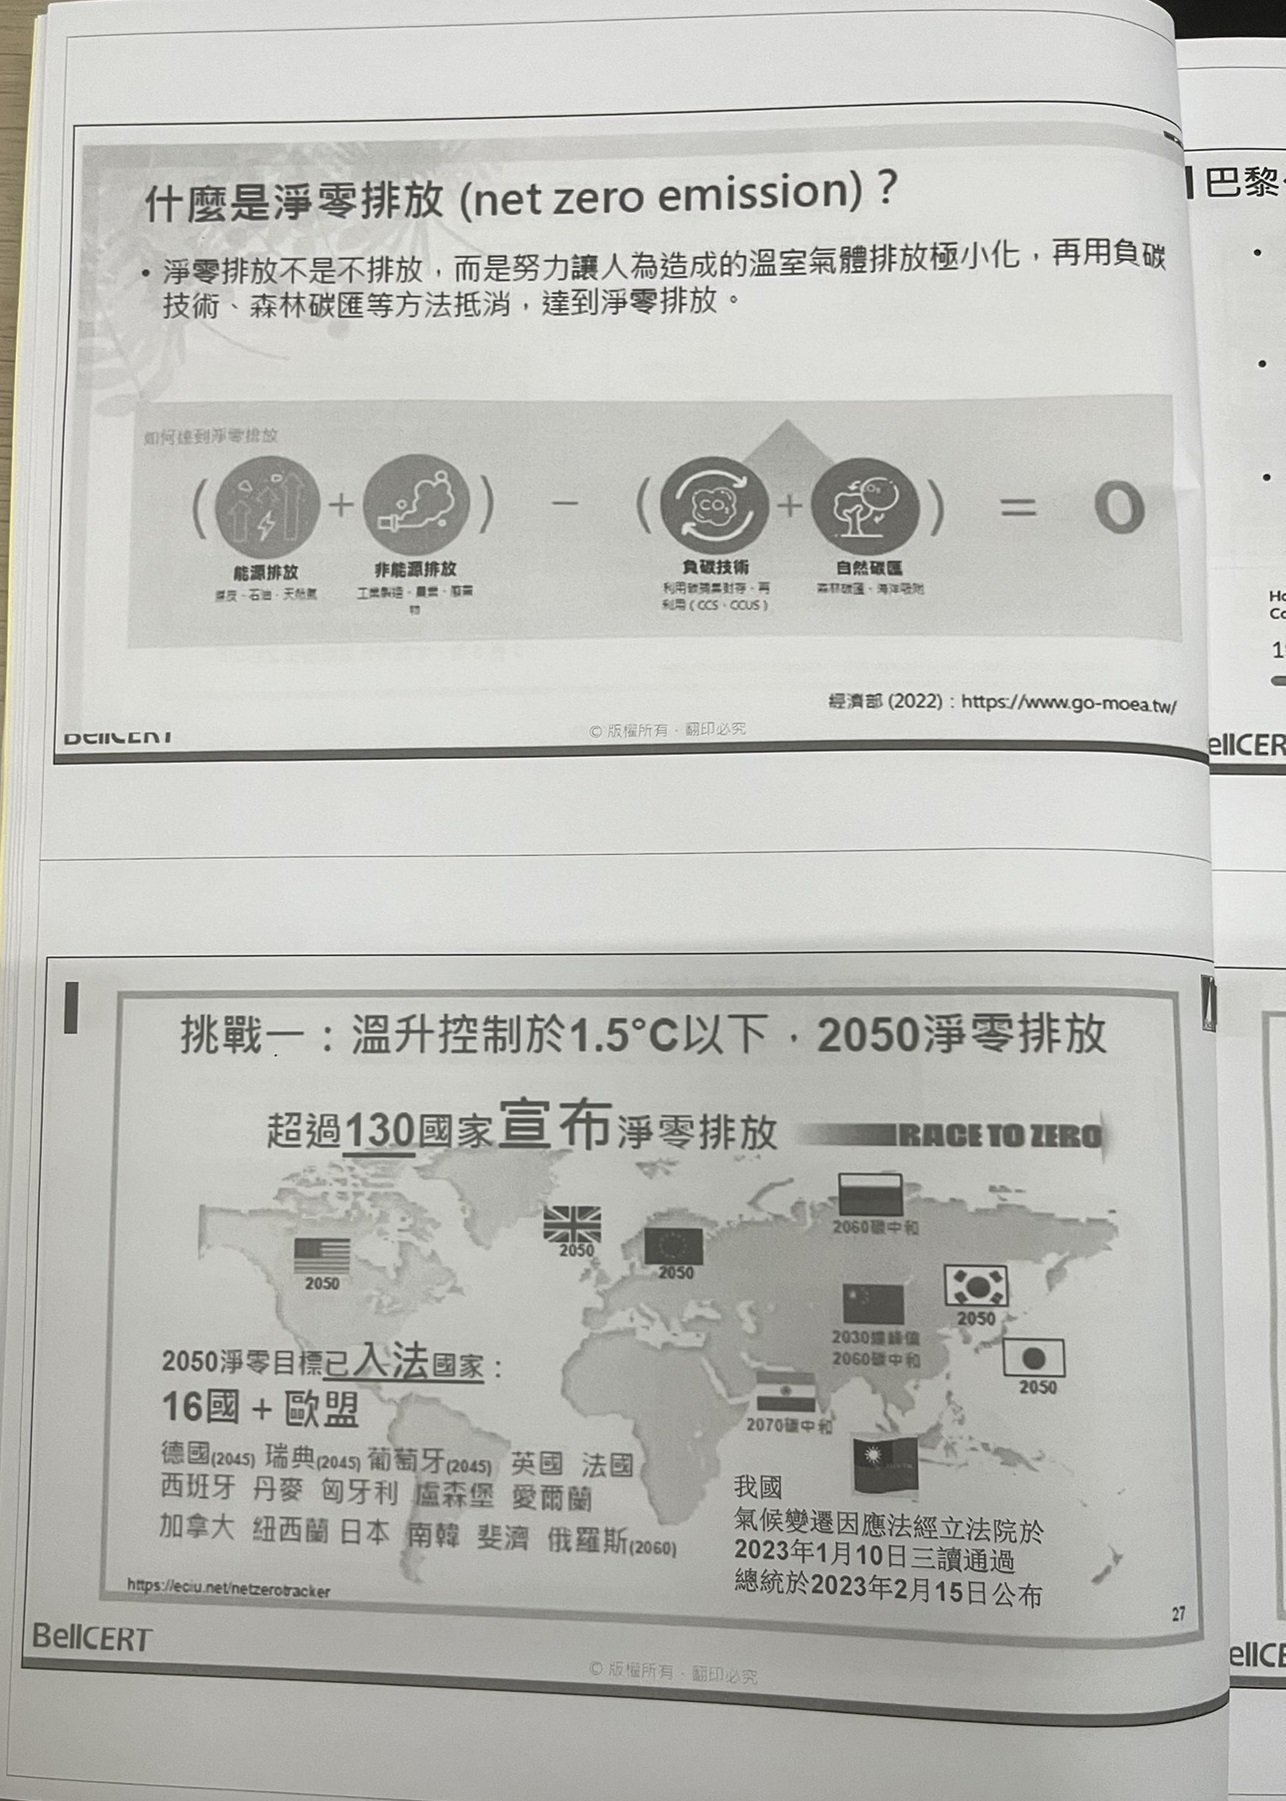 什麼是淨零排放 (net zero emission)？
• 淨零排放不是不排放，而是努力讓人為造成的溫室氣體排放極小化，再用負碳
技術、森林碳匯等方法抵消，達到淨零排放。
如何達到淨零排放
( + ) － ( + ) = 0
能源排放
煤炭、石油、天然氣
非能源排放
工業製造、農業、廢棄
物
CO₂
負碳技術
利用碳捕集封存、再
利用（CCS、CCUS）
自然碳匯
森林碳匯、海洋吸附
經濟部 (2022)：https://www.go-moea.tw/
BellCERT
© 版權所有．翻印必究
挑戰一：溫升控制於1.5°C以下，2050淨零排放
超過130國家宣布淨零排放
RACE TO ZERO
2060碳中和
2050
2050
2050
2050
2030達峰值
2060碳中和
2050
2070碳中和
2050淨零目標已入法國家：
16國 + 歐盟
德國(2045) 瑞典(2045) 葡萄牙(2045) 英國 法國
西班牙 丹麥 匈牙利 盧森堡 愛爾蘭
加拿大 紐西蘭 日本 南韓 斐濟 俄羅斯(2060)
我國
氣候變遷因應法經立法院於
2023年1月10日三讀通過
總統於2023年2月15日公布
https://eciu.net/netzerotracker
27
BellCERT
© 版權所有．翻印必究
巴黎
ellCER
ellCE